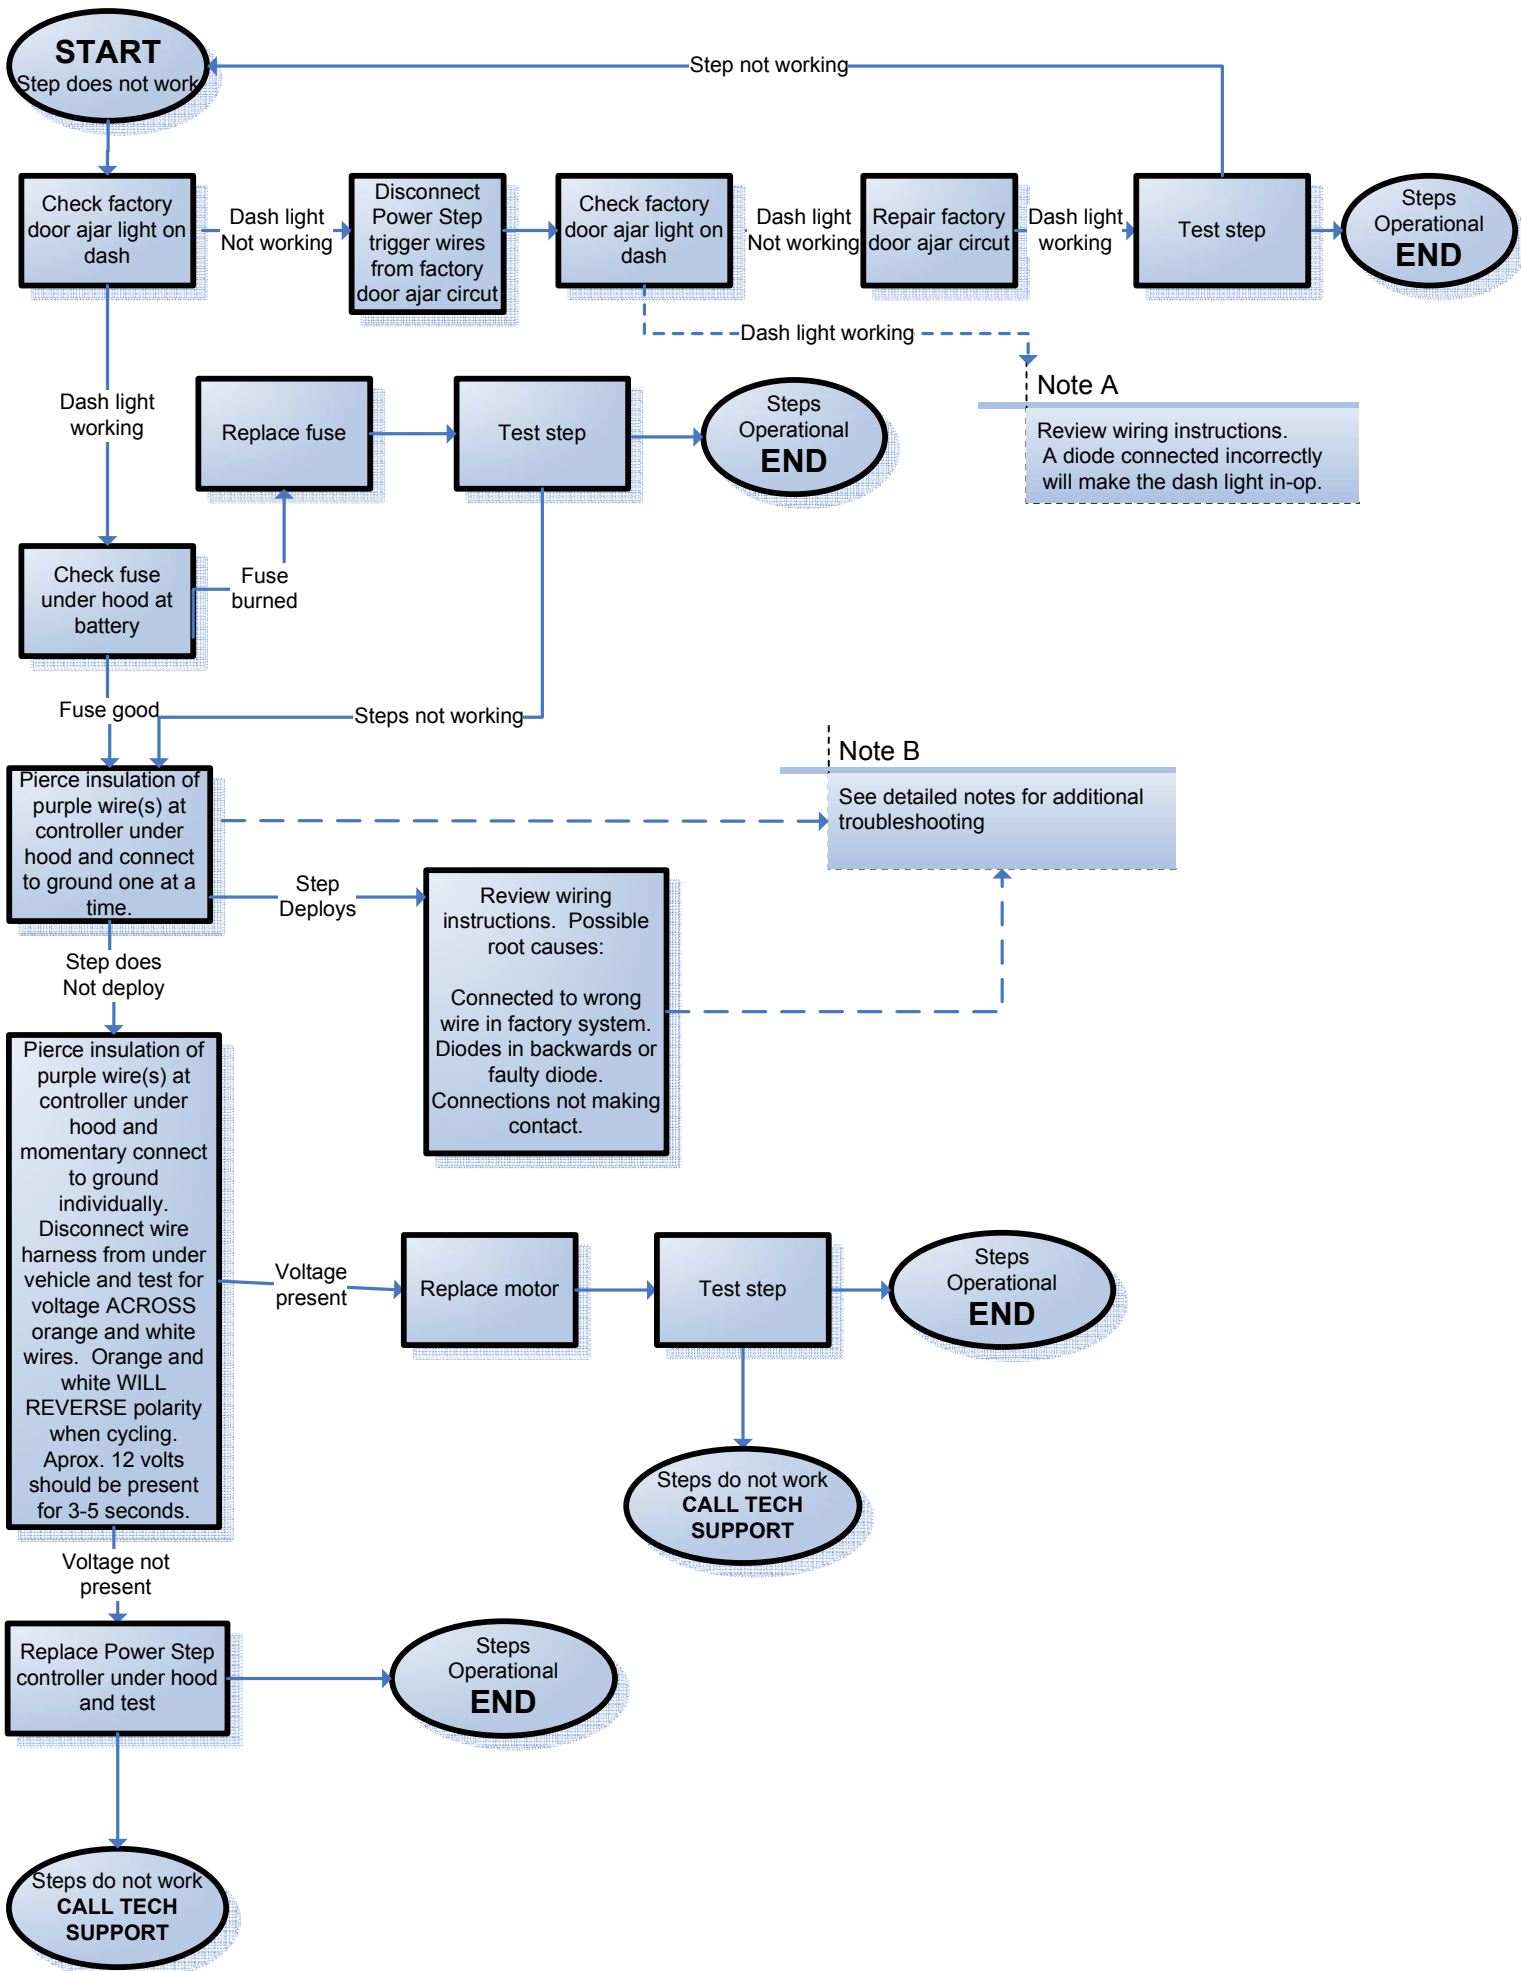 START
Step does not work
Step not working
Check factory
door ajar light on
dash
Dash light
Not working
Disconnect
Power Step
trigger wires
from factory
door ajar circut
Check factory
door ajar light on
dash
Dash light
Not working
Repair factory
door ajar circut
Dash light
working
Test step
Steps
Operational
END
Dash light working
Note A
Review wiring instructions.
A diode connected incorrectly
will make the dash light in-op.
Dash light
working
Replace fuse
Test step
Steps
Operational
END
Check fuse
under hood at
battery
Fuse
burned
Fuse good
Steps not working
Note B
See detailed notes for additional
troubleshooting
Pierce insulation of
purple wire(s) at
controller under
hood and connect
to ground one at a
time.
Step
Deploys
Review wiring
instructions.  Possible
root causes:
Connected to wrong
wire in factory system.
Diodes in backwards or
faulty diode.
Connections not making
contact.
Step does
Not deploy
Pierce insulation of
purple wire(s) at
controller under
hood and
momentary connect
to ground
individually.
Disconnect wire
harness from under
vehicle and test for
voltage ACROSS
orange and white
wires.  Orange and
white WILL
REVERSE polarity
when cycling.
Aprox. 12 volts
should be present
for 3-5 seconds.
Voltage
present
Replace motor
Test step
Steps
Operational
END
Steps do not work
CALL TECH
SUPPORT
Voltage not
present
Replace Power Step
controller under hood
and test
Steps
Operational
END
Steps do not work
CALL TECH
SUPPORT